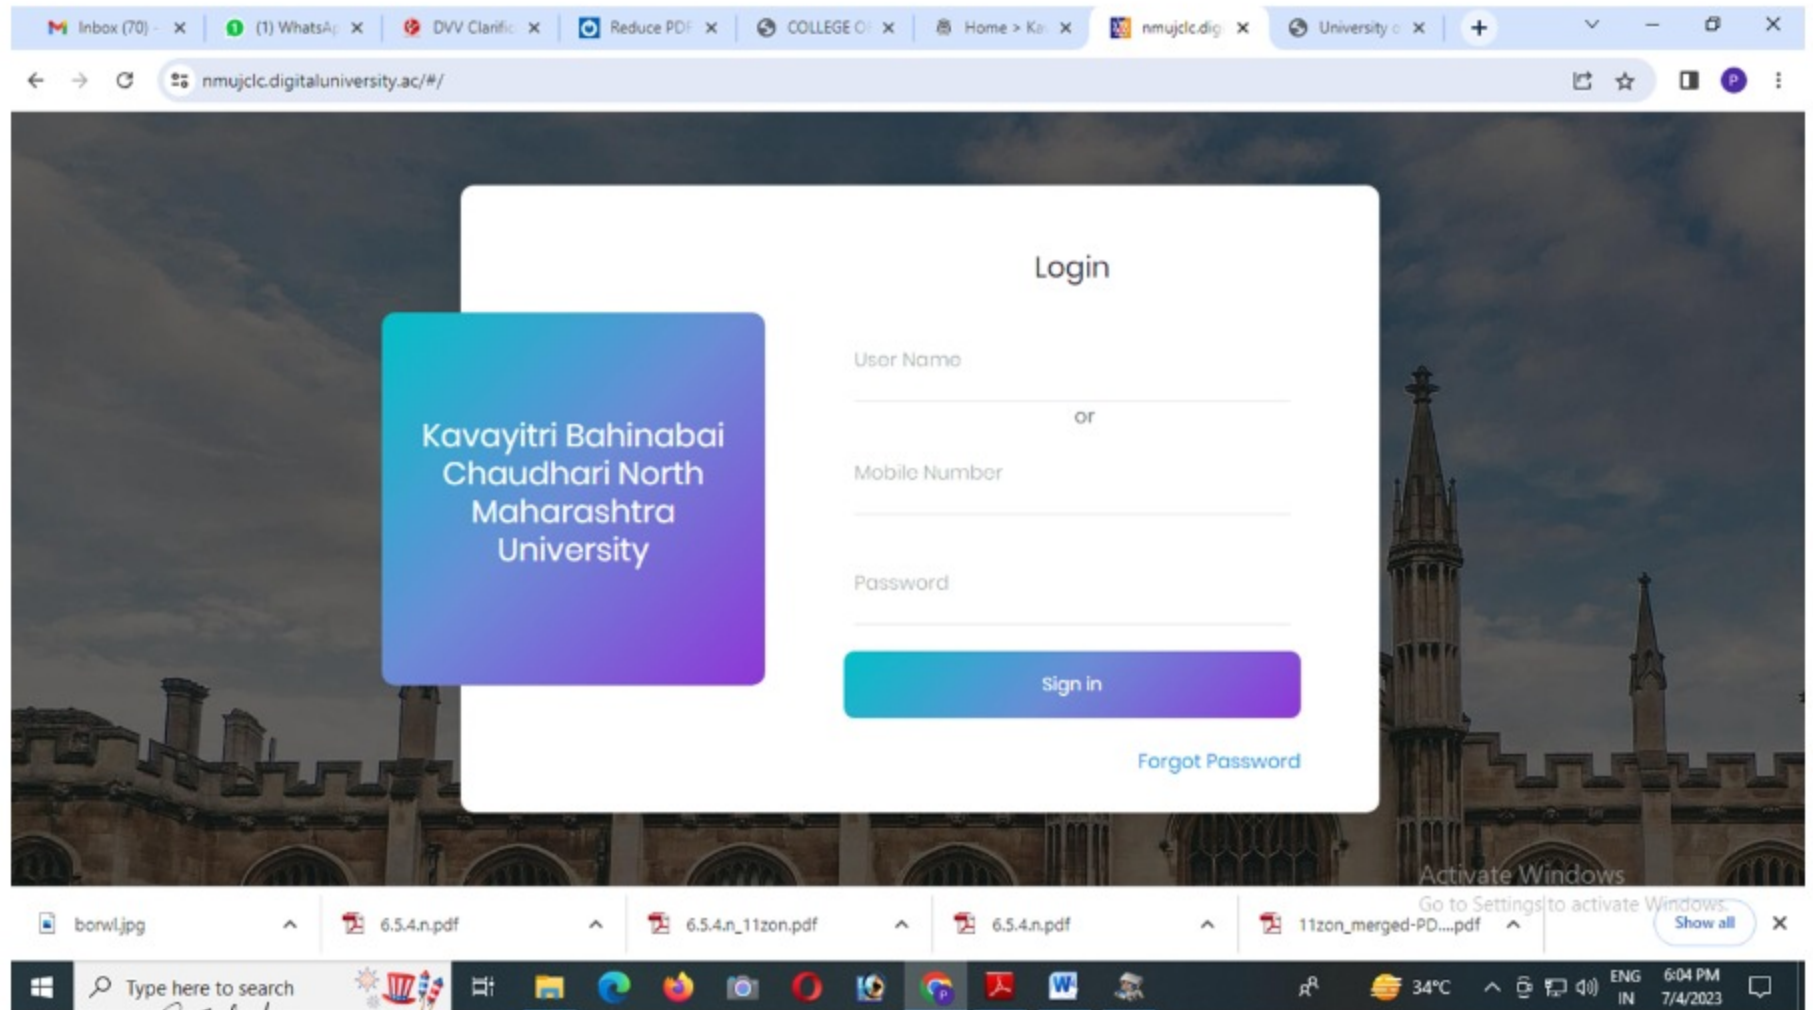 Inbox (70) -
(1) WhatsAp
DVV Clarific
Reduce PDF
COLLEGE O
Home > Ka
nmujclc.dig
University o
nmujclc.digitaluniversity.ac/#/
P
Login
Kavayitri Bahinabai
Chaudhari North
Maharashtra
University
User Name
or
Mobile Number
Password
Sign in
Forgot Password
Activate Windows
Go to Settings to activate Windows.
borwl.jpg
6.5.4.n.pdf
6.5.4.n_11zon.pdf
6.5.4.n.pdf
11zon_merged-PD....pdf
Show all
Type here to search
34°C
ENG
IN
6:04 PM
7/4/2023